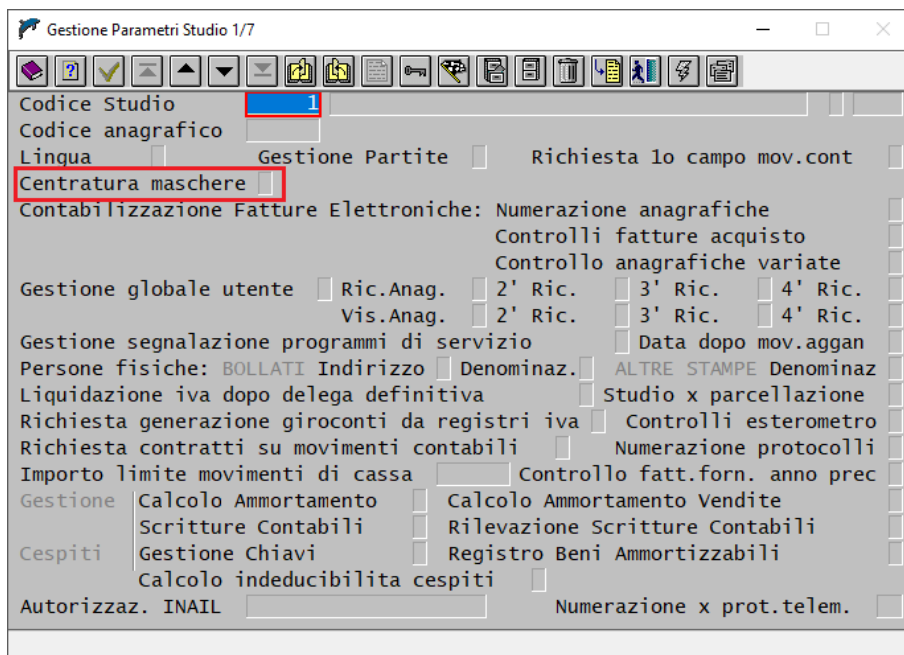 Gestione Parametri Studio 1/7
Codice Studio 1
Codice anagrafico
Lingua Gestione Partite Richiesta 1o campo mov.cont
Centratura maschere
Contabilizzazione Fatture Elettroniche: Numerazione anagrafiche
Controlli fatture acquisto
Controllo anagrafiche variate
Gestione globale utente Ric.Anag. 2' Ric. 3' Ric. 4' Ric.
Vis.Anag. 2' Ric. 3' Ric. 4' Ric.
Gestione segnalazione programmi di servizio Data dopo mov.aggan
Persone fisiche: BOLLATI Indirizzo Denominaz. ALTRE STAMPE Denominaz
Liquidazione iva dopo delega definitiva Studio x parcellazione
Richiesta generazione giroconti da registri iva Controlli esterometro
Richiesta contratti su movimenti contabili Numerazione protocolli
Importo limite movimenti di cassa Controllo fatt.forn. anno prec
Gestione Calcolo Ammortamento Calcolo Ammortamento Vendite
Scritture Contabili Rilevazione Scritture Contabili
Cespiti Gestione Chiavi Registro Beni Ammortizzabili
Calcolo indeducibilita cespiti
Autorizzaz. INAIL Numerazione x prot.telem.